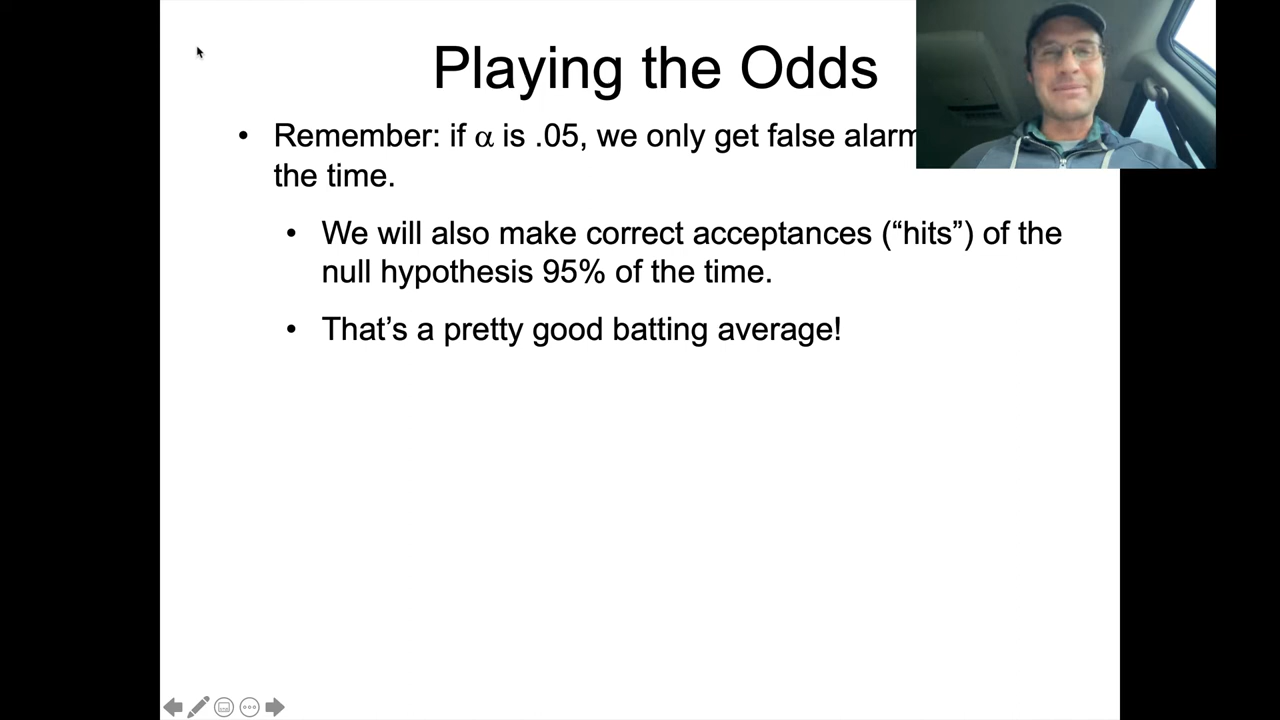 Playing the Odds
• Remember: if α is .05, we only get false alarm
the time.
• We will also make correct acceptances (“hits”) of the
null hypothesis 95% of the time.
• That’s a pretty good batting average!